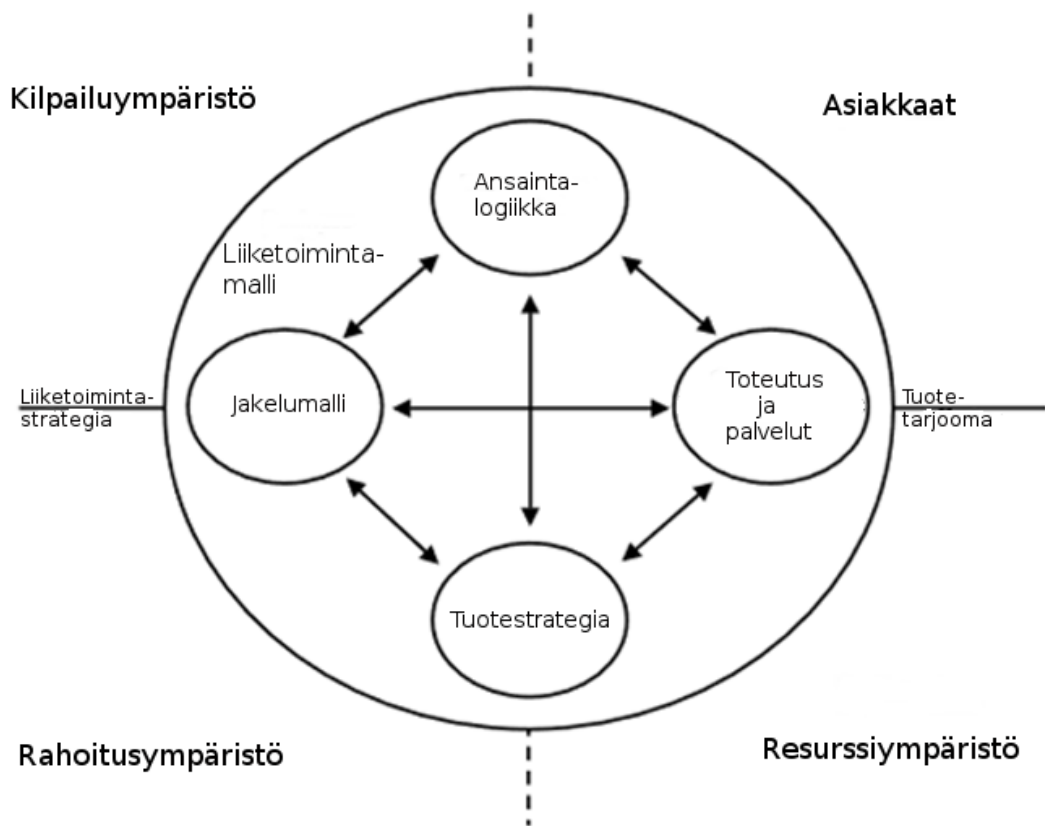 Kilpailuympäristö
Asiakkaat
Ansainta-
logiikka
Liiketoiminta-
malli
Liiketoiminta-
strategia
Jakelumalli
Toteutus
ja
palvelut
Tuote-
tarjooma
Tuotestrategia
Rahoitusympäristö
Resurssiympäristö